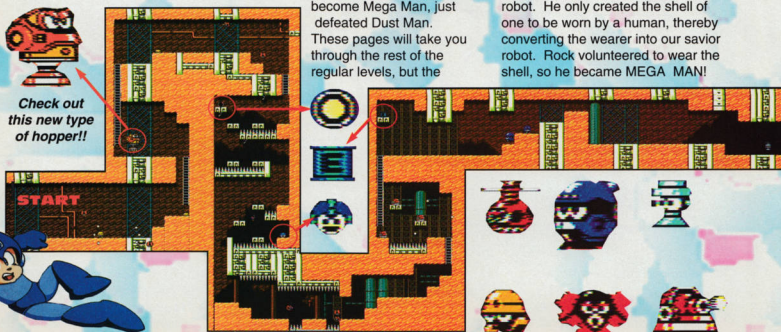 become Mega Man, just
defeated Dust Man.
These pages will take you
through the rest of the
regular levels, but the
robot. He only created the shell of
one to be worn by a human, thereby
converting the wearer into our savior
robot. Rock volunteered to wear the
shell, so he became MEGA MAN!
Check out
this new type
of hopper!!
START
E